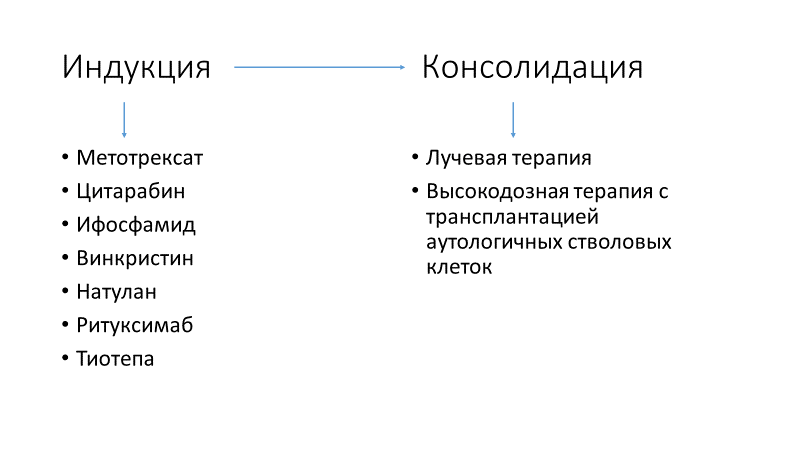 Индукция
Консолидация
• Метотрексат
• Цитарабин
• Ифосфамид
• Винкристин
• Натулан
• Ритуксимаб
• Тиотепа
• Лучевая терапия
• Высокодозная терапия с
трансплантацией
аутологичных стволовых
клеток